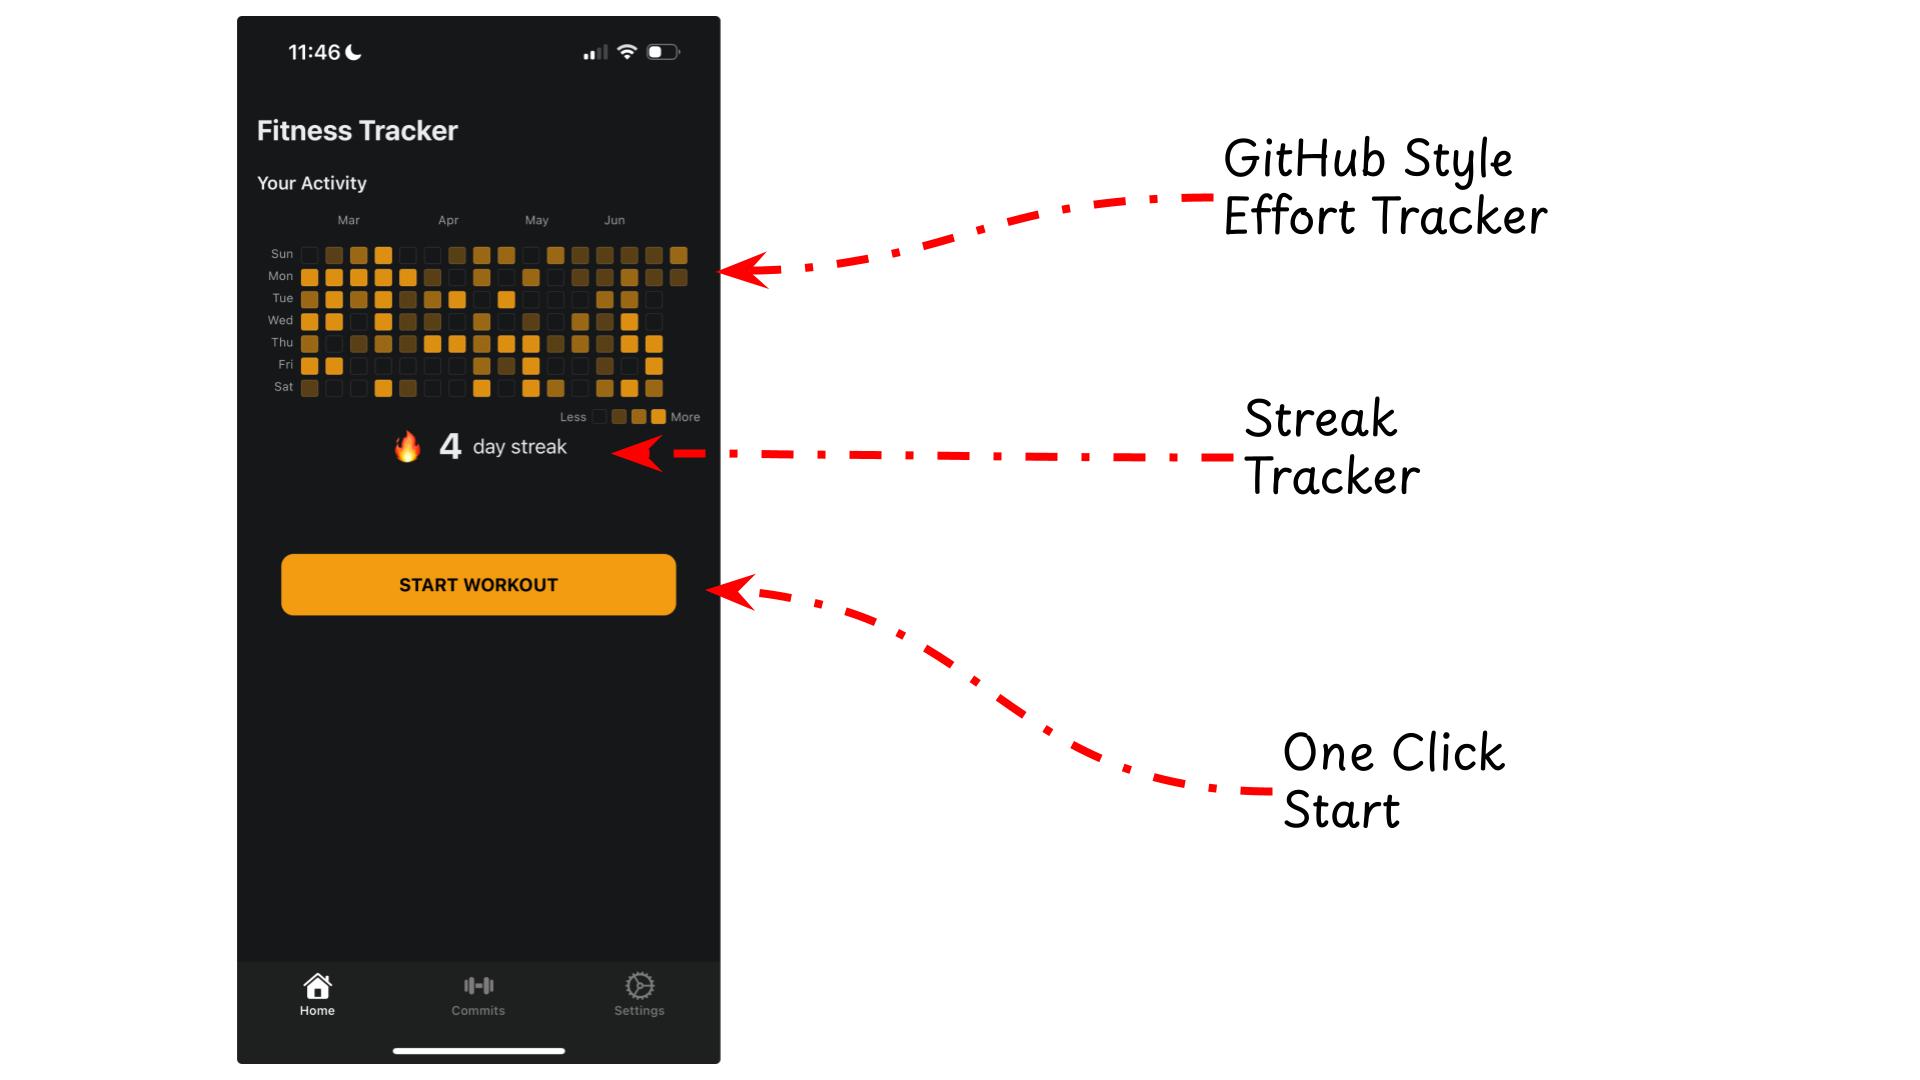 11:46
Fitness Tracker
Your Activity
Mar Apr May Jun
Sun
Mon
Tue
Wed
Thu
Fri
Sat
Less More
4 day streak
START WORKOUT
Home Commits Settings
GitHub Style
Effort Tracker
Streak
Tracker
One Click
Start